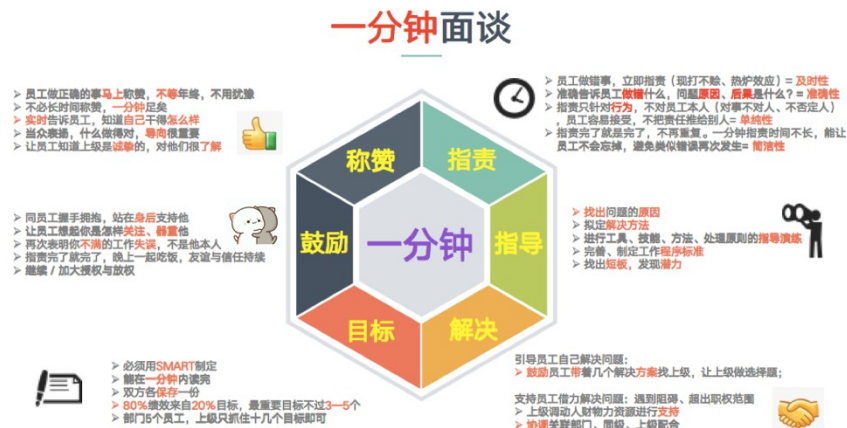 一分钟面谈
员工做正确的事马上称赞，不等年终，不用犹豫
不必长时间称赞，一分钟足矣
实时告诉员工，知道自己干得怎么样
当众表扬，什么做得对，导向很重要
让员工知道上级是诚挚的，对他们很了解
员工做错事，立即指责（现打不赊、热炉效应）= 及时性
准确告诉员工做错什么，问题原因、后果是什么？= 准确性
指责只针对行为，不对员工本人（对事不对人、不否定人）
，员工容易接受，不把责任推给别人= 单纯性
指责完了就是完了，不再重复。一分钟指责时间不长，能让
员工不会忘掉，避免类似错误再次发生= 简洁性
称赞
指责
鼓励
一分钟
指导
目标
解决
同员工握手拥抱，站在身后支持他
让员工想起你是怎样关注、器重他
再次表明你不满的工作失误，不是他本人
指责完了就完了，晚上一起吃饭，友谊与信任持续
继续 / 加大授权与放权
找出问题的原因
拟定解决方法
进行工具、技能、方法、处理原则的指导演练
完善、制定工作程序标准
找出短板，发现潜力
必须用SMART制定
能在一分钟内读完
双方各保存一份
80%绩效来自20%目标，最重要目标不过3—5个
部门5个员工，上级只抓住十几个目标即可
引导员工自己解决问题：
鼓励员工带着几个解决方案找上级，让上级做选择题；
支持员工借力解决问题：遇到阻碍、超出职权范围
上级调动人财物力资源进行支持
协调关联部门、同级、上级配合